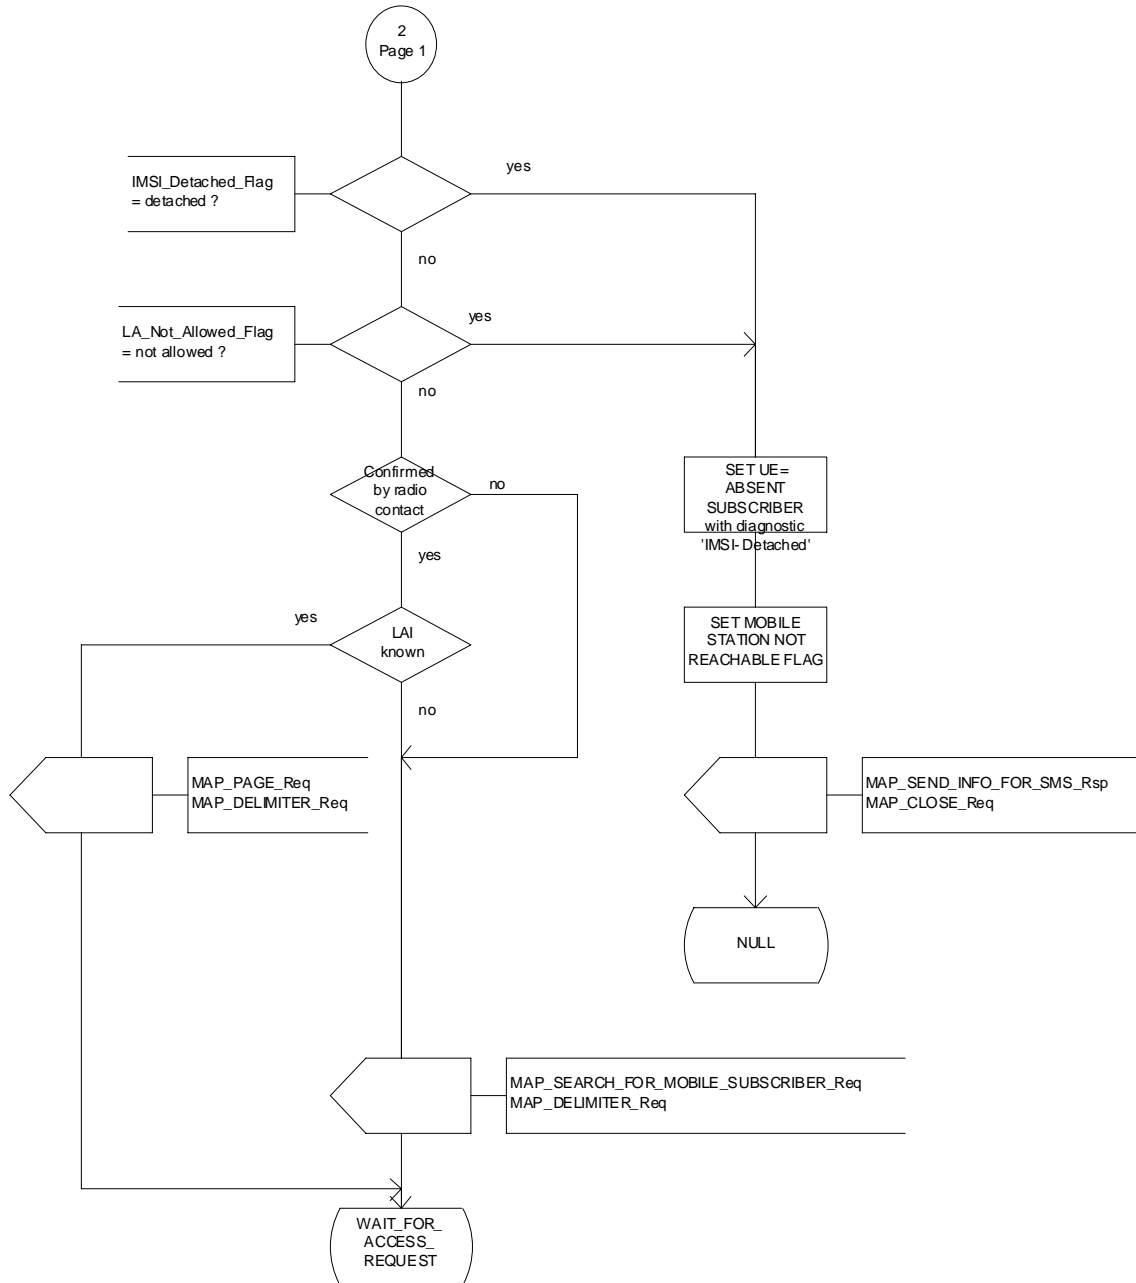 2
Page 1
yes
IMSI_Detached_Flag
= detached ?
no
yes
LA_Not_Allowed_Flag
= not allowed ?
no
Confirmed
by radio
contact
no
SET UE=
ABSENT
SUBSCRIBER
with diagnostic
'IMSI-Detached'
yes
yes
LAI
known
SET MOBILE
STATION NOT
REACHABLE FLAG
no
MAP_PAGE_Req
MAP_DELIMITER_Req
MAP_SEND_INFO_FOR_SMS_Rsp
MAP_CLOSE_Req
NULL
MAP_SEARCH_FOR_MOBILE_SUBSCRIBER_Req
MAP_DELIMITER_Req
WAIT_FOR_
ACCESS_
REQUEST